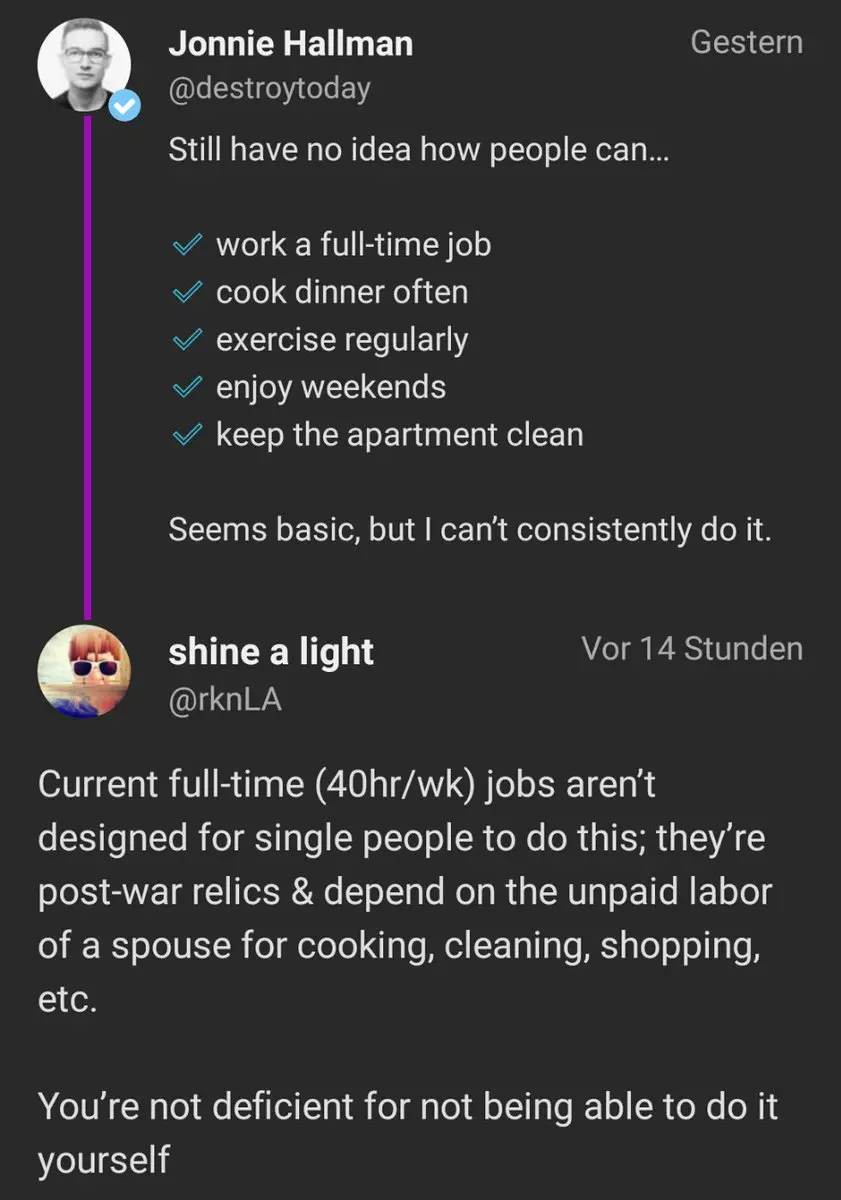 Jonnie Hallman
Gestern
@destroytoday
Still have no idea how people can…
✓ work a full-time job
✓ cook dinner often
✓ exercise regularly
✓ enjoy weekends
✓ keep the apartment clean
Seems basic, but I can’t consistently do it.
shine a light
Vor 14 Stunden
@rknLA
Current full-time (40hr/wk) jobs aren’t
designed for single people to do this; they’re
post-war relics & depend on the unpaid labor
of a spouse for cooking, cleaning, shopping,
etc.
You’re not deficient for not being able to do it
yourself